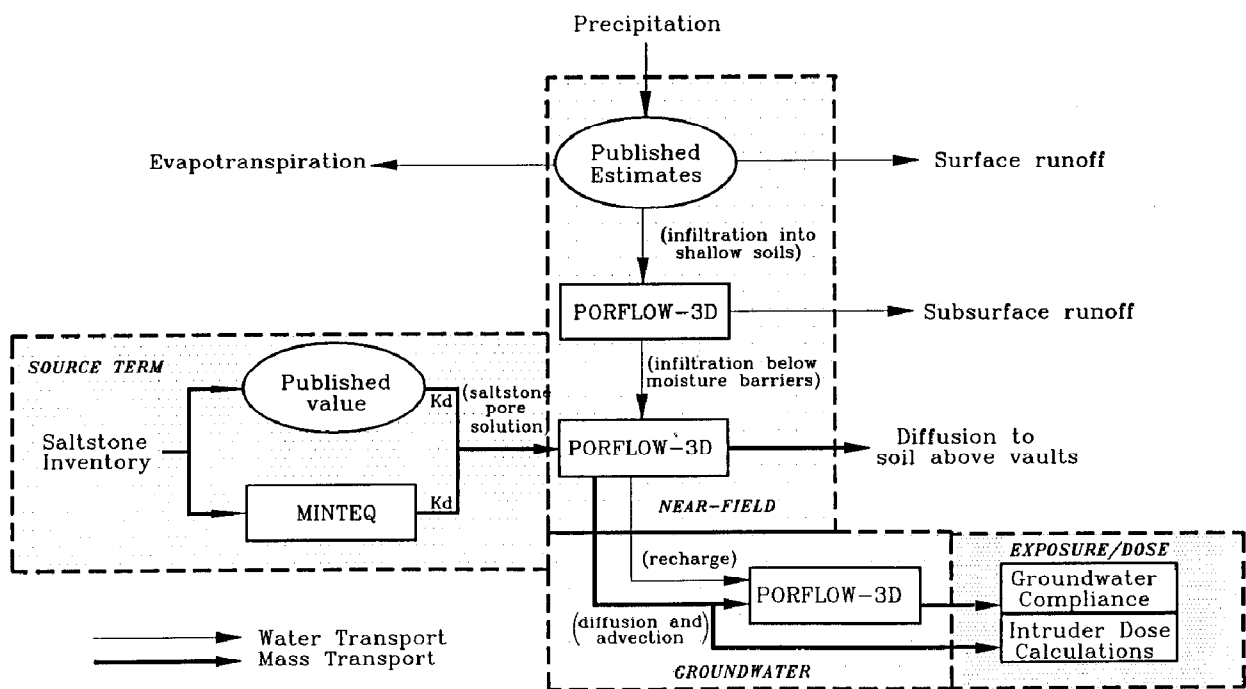 Precipitation
Evapotranspiration
Published
Estimates
Surface runoff
(infiltration into
shallow soils)
PORFLOW-3D
Subsurface runoff
(infiltration below
moisture barriers)
SOURCE TERM
Published
value
Kd
(saltstone
pore
solution)
Saltstone
Inventory
PORFLOW-3D
Diffusion to
soil above vaults
MINTEQ
Kd
NEAR-FIELD
(recharge)
PORFLOW-3D
EXPOSURE/DOSE
Groundwater
Compliance
(diffusion and
advection)
Intruder Dose
Calculations
GROUNDWATER
Water Transport
Mass Transport